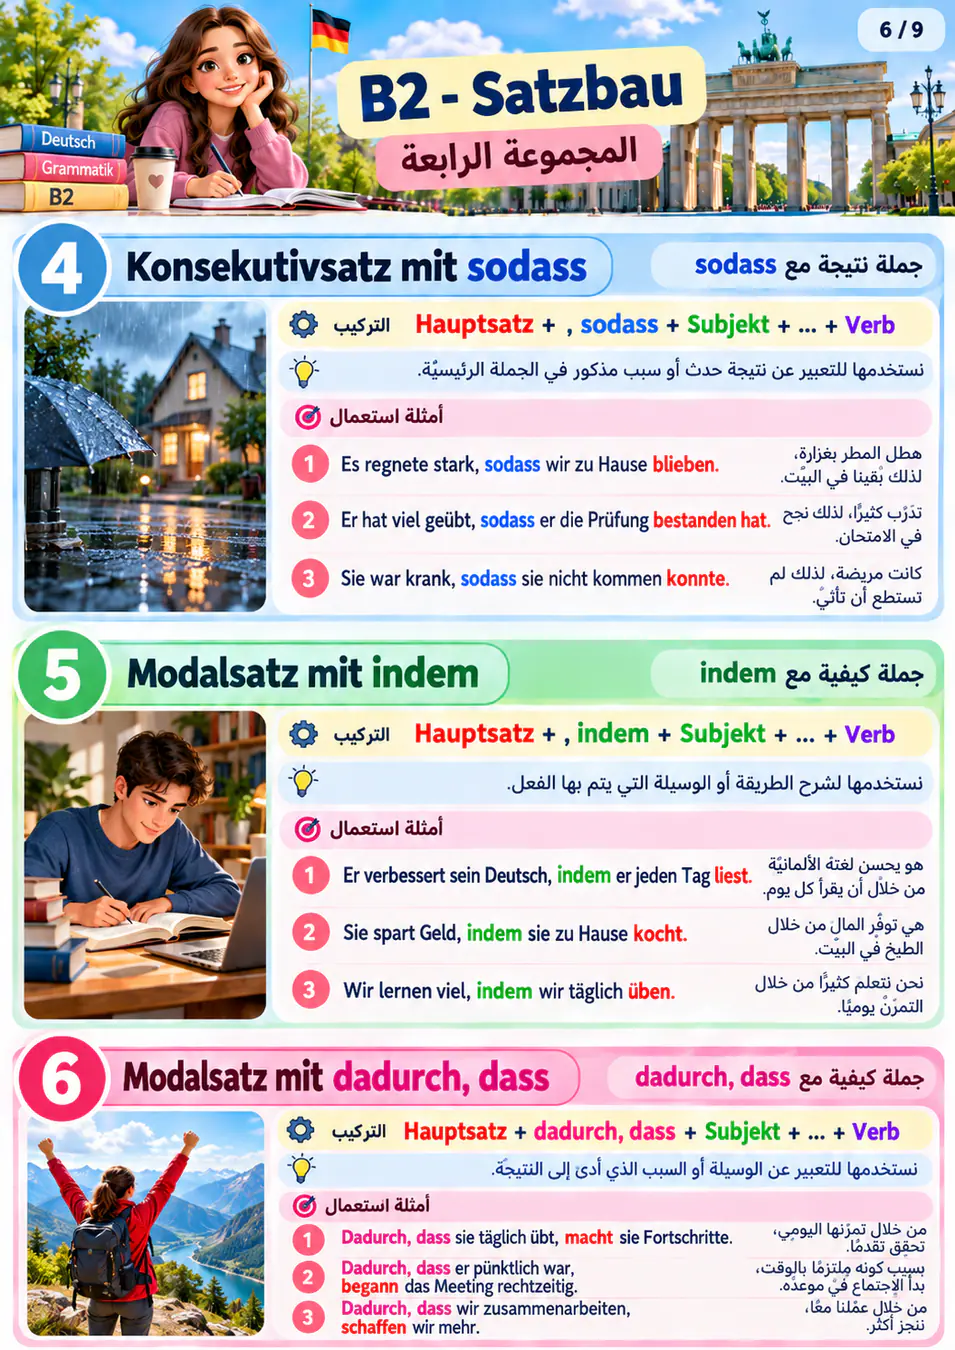 6 / 9
B2 - Satzbau
المجموعة الرابعة
Deutsch
Grammatik
B2
4
Konsekutivsatz mit sodass
جملة نتيجة مع sodass
التركيب Hauptsatz + , sodass + Subjekt + ... + Verb
نستخدمها للتعبير عن نتيجة حدث أو سبب مذكور في الجملة الرئيسيّة.
أمثلة استعمال
1 Es regnete stark, sodass wir zu Hause blieben.
هطل المطر بغزارة،
لذلك بقينا في البيت.
2 Er hat viel geübt, sodass er die Prüfung bestanden hat.
تدرّب كثيرًا، لذلك نجح
في الامتحان.
3 Sie war krank, sodass sie nicht kommen konnte.
كانت مريضة، لذلك لم
تستطع أن تأتي.
5
Modalsatz mit indem
جملة كيفية مع indem
التركيب Hauptsatz + , indem + Subjekt + ... + Verb
نستخدمها لشرح الطريقة أو الوسيلة التي يتم بها الفعل.
أمثلة استعمال
1 Er verbessert sein Deutsch, indem er jeden Tag liest.
هو يحسن لغته الألمانيّة
من خلال أن يقرأ كل يوم.
2 Sie spart Geld, indem sie zu Hause kocht.
هي توفّر المال من خلال
الطبخ في البيت.
3 Wir lernen viel, indem wir täglich üben.
نحن نتعلم كثيرًا من خلال
التمرّن يوميًا.
6
Modalsatz mit dadurch, dass
جملة كيفية مع dadurch, dass
التركيب Hauptsatz + dadurch, dass + Subjekt + ... + Verb
نستخدمها للتعبير عن الوسيلة أو السبب الذي أدى إلى النتيجة.
أمثلة استعمال
1 Dadurch, dass sie täglich übt, macht sie Fortschritte.
من خلال تمرّنها اليومي،
تحقق تقدمًا.
2 Dadurch, dass er pünktlich war,
begann das Meeting rechtzeitig.
بسبب كونه ملتزمًا بالوقت،
بدأ الاجتماع في موعده.
3 Dadurch, dass wir zusammenarbeiten,
schaffen wir mehr.
من خلال عملنا معًا،
ننجز أكثر.